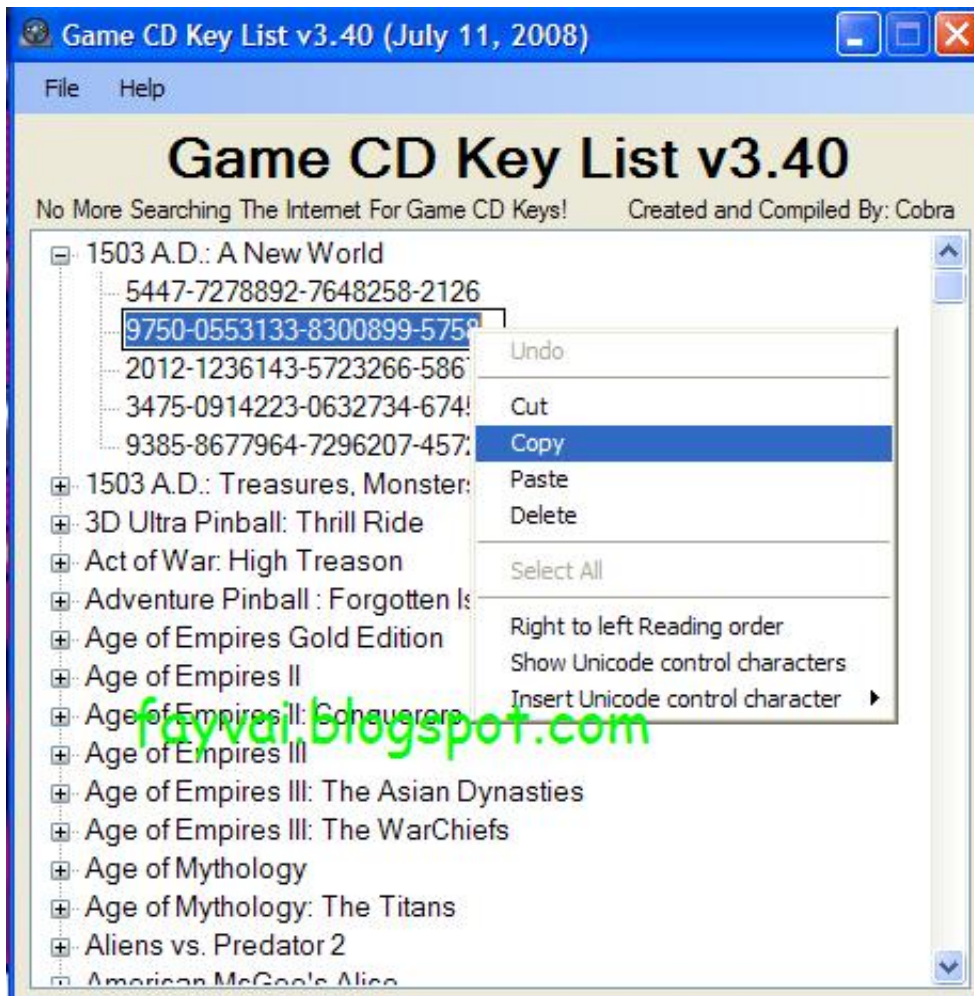 Game CD Key List v3.40 (July 11, 2008)
File Help
Game CD Key List v3.40
No More Searching The Internet For Game CD Keys! Created and Compiled By: Cobra
1503 A.D.: A New World
5447-7278892-7648258-2126
9750-0553133-8300899-5758
2012-1236143-5723266-586
3475-0914223-0632734-674
9385-8677964-7296207-457
1503 A.D.: Treasures, Monsters
3D Ultra Pinball: Thrill Ride
Act of War: High Treason
Adventure Pinball : Forgotten Is
Age of Empires Gold Edition
Age of Empires II
Age of Empires II: Conquerors
Age of Empires III
Age of Empires III: The Asian Dynasties
Age of Empires III: The WarChiefs
Age of Mythology
Age of Mythology: The Titans
Aliens vs. Predator 2
American McGee's Alice
Undo
Cut
Copy
Paste
Delete
Select All
Right to left Reading order
Show Unicode control characters
Insert Unicode control character
fayvai.blogspot.com